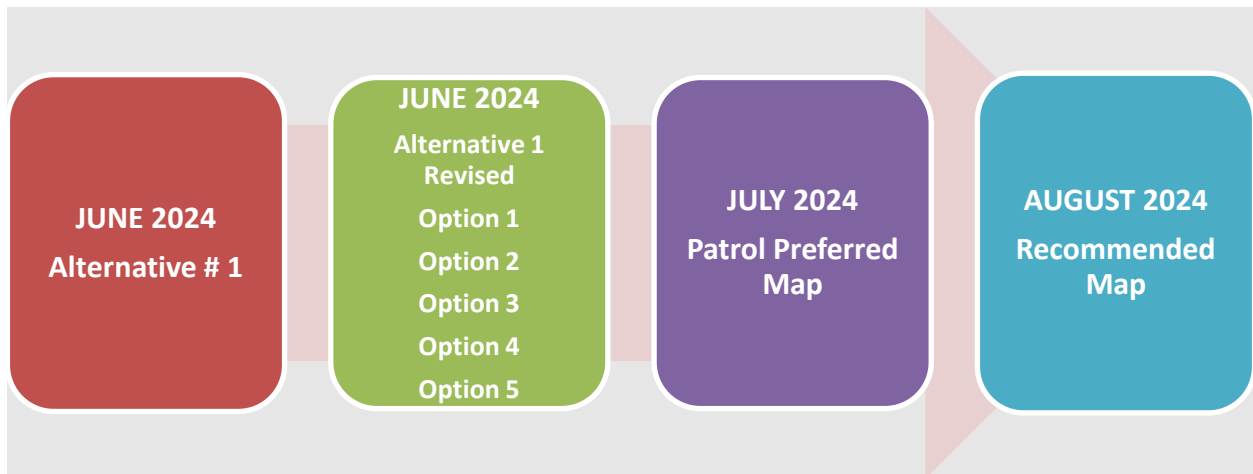 JUNE 2024
Alternative # 1
JUNE 2024
Alternative 1
Revised
Option 1
Option 2
Option 3
Option 4
Option 5
JULY 2024
Patrol Preferred
Map
AUGUST 2024
Recommended
Map